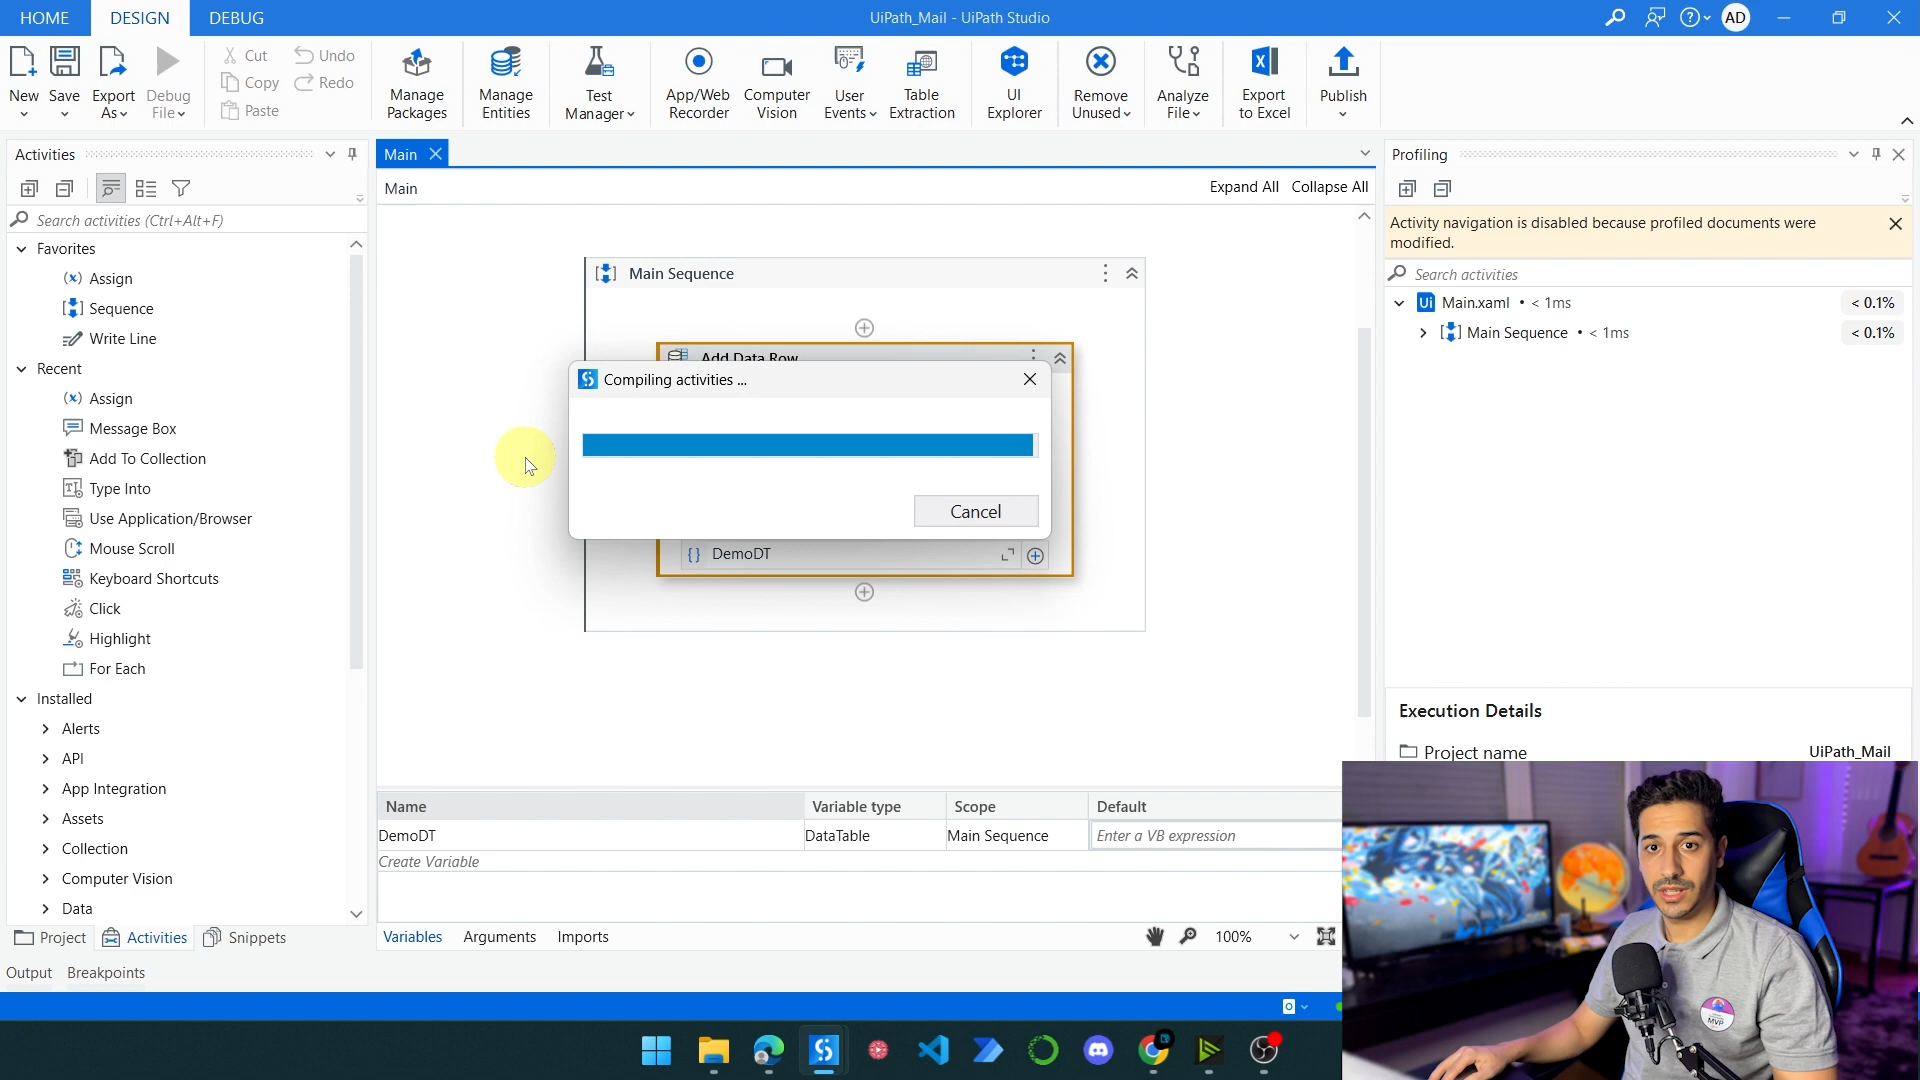 HOME
DESIGN
DEBUG
UiPath_Mail - UiPath Studio
AD
New
Save
Export
As
Debug
File
Cut
Copy
Paste
Undo
Redo
Manage
Packages
Manage
Entities
Test
Manager
App/Web
Recorder
Computer
Vision
User
Events
Table
Extraction
UI
Explorer
Remove
Unused
Analyze
File
Export
to Excel
Publish
Activities
Search activities (Ctrl+Alt+F)
Favorites
Assign
Sequence
Write Line
Recent
Assign
Message Box
Add To Collection
Type Into
Use Application/Browser
Mouse Scroll
Keyboard Shortcuts
Click
Highlight
For Each
Installed
Alerts
API
App Integration
Assets
Collection
Computer Vision
Data
Project
Activities
Snippets
Output
Breakpoints
Main
Main
Expand All
Collapse All
Main Sequence
Add Data Row
Compiling activities ...
Cancel
DemoDT
Name
Variable type
Scope
Default
DemoDT
DataTable
Main Sequence
Enter a VB expression
Create Variable
Variables
Arguments
Imports
100%
Profiling
Activity navigation is disabled because profiled documents were
modified.
Search activities
Main.xaml • < 1ms
< 0.1%
Main Sequence • < 1ms
< 0.1%
Execution Details
Project name
UiPath_Mail
MVP